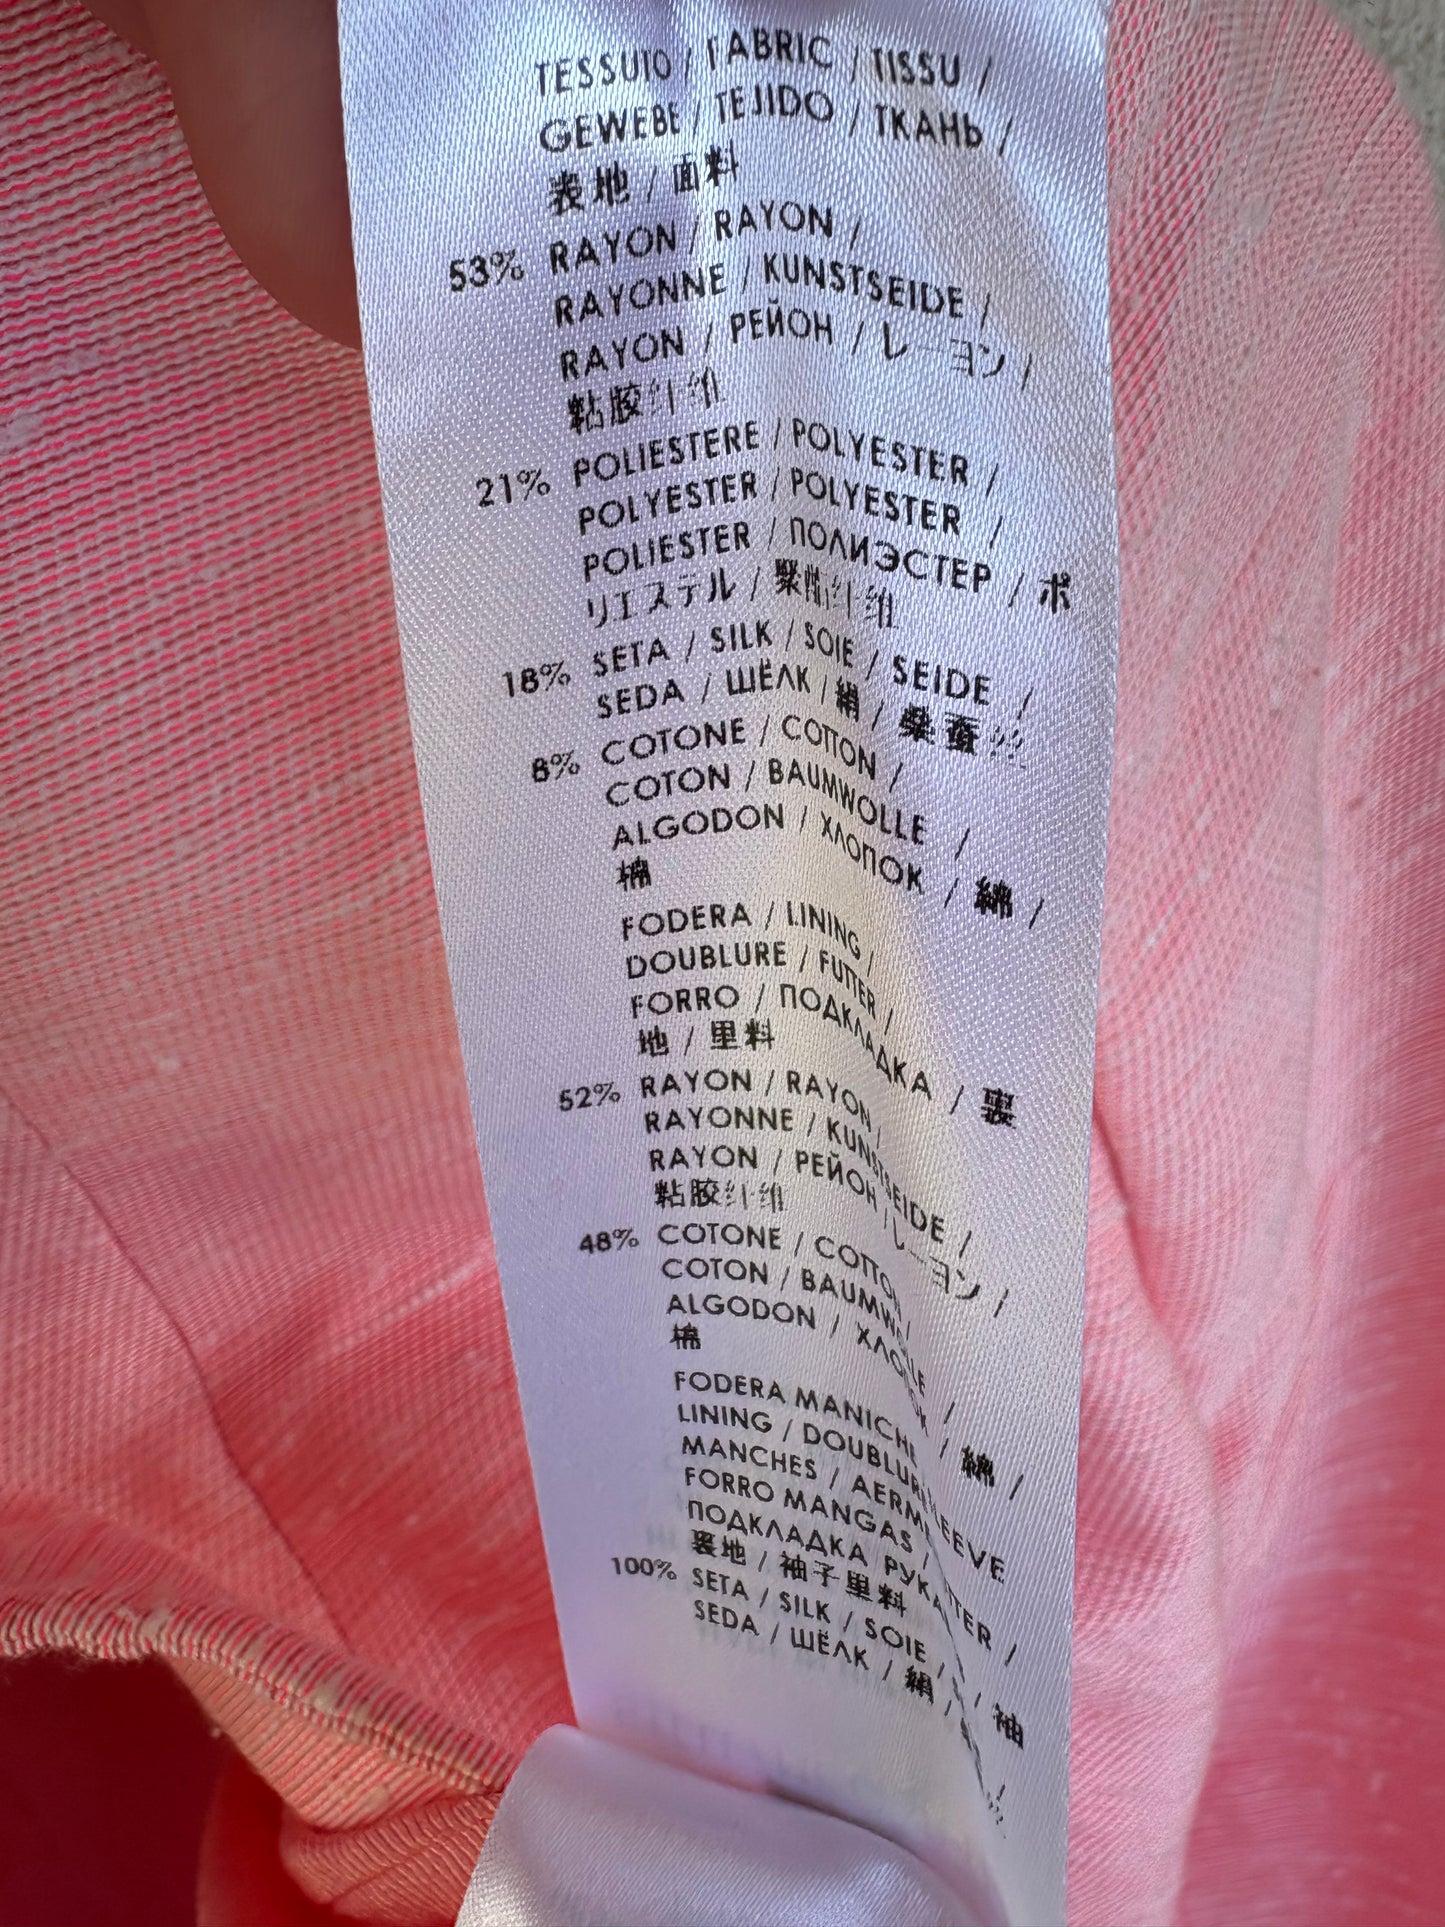 TESSUTO / FABRIC / TISSU /
GEWEBE / TEJIDO / ТКАНЬ /
表地 / 面料
53% RAYON / RAYON /
RAYONNE / KUNSTSEIDE /
RAYON / РЕЙОН / レーヨン /
粘胶纤维
21% POLIESTERE / POLYESTER /
POLYESTER / POLYESTER /
POLIESTER / ПОЛИЭСТЕР / ポ
リエステル / 聚酯纤维
18% SETA / SILK / SOIE / SEIDE /
SEDA / ШЁЛК / 絹 / 桑蚕丝
8% COTONE / COTTON /
COTON / BAUMWOLLE /
ALGODON / ХЛОПОК / 綿 /
棉
FODERA / LINING /
DOUBLURE / FUTTER /
FORRO / ПОДКЛАДКА / 裏
地 / 里料
52% RAYON / RAYON /
RAYONNE / KUNSTSEIDE /
RAYON / РЕЙОН / レーヨン /
粘胶纤维
48% COTONE / COTTON /
COTON / BAUMWOLLE /
ALGODON / ХЛОПОК / 綿 /
棉
FODERA MANICHE
LINING / DOUBLURE
MANCHES /
FORRO MANGAS /
ПОДКЛАДКА / 袖
裏地 / 袖子里料
100% SETA / SILK / SOIE /
SEDA / ШЁЛК / 絹 /